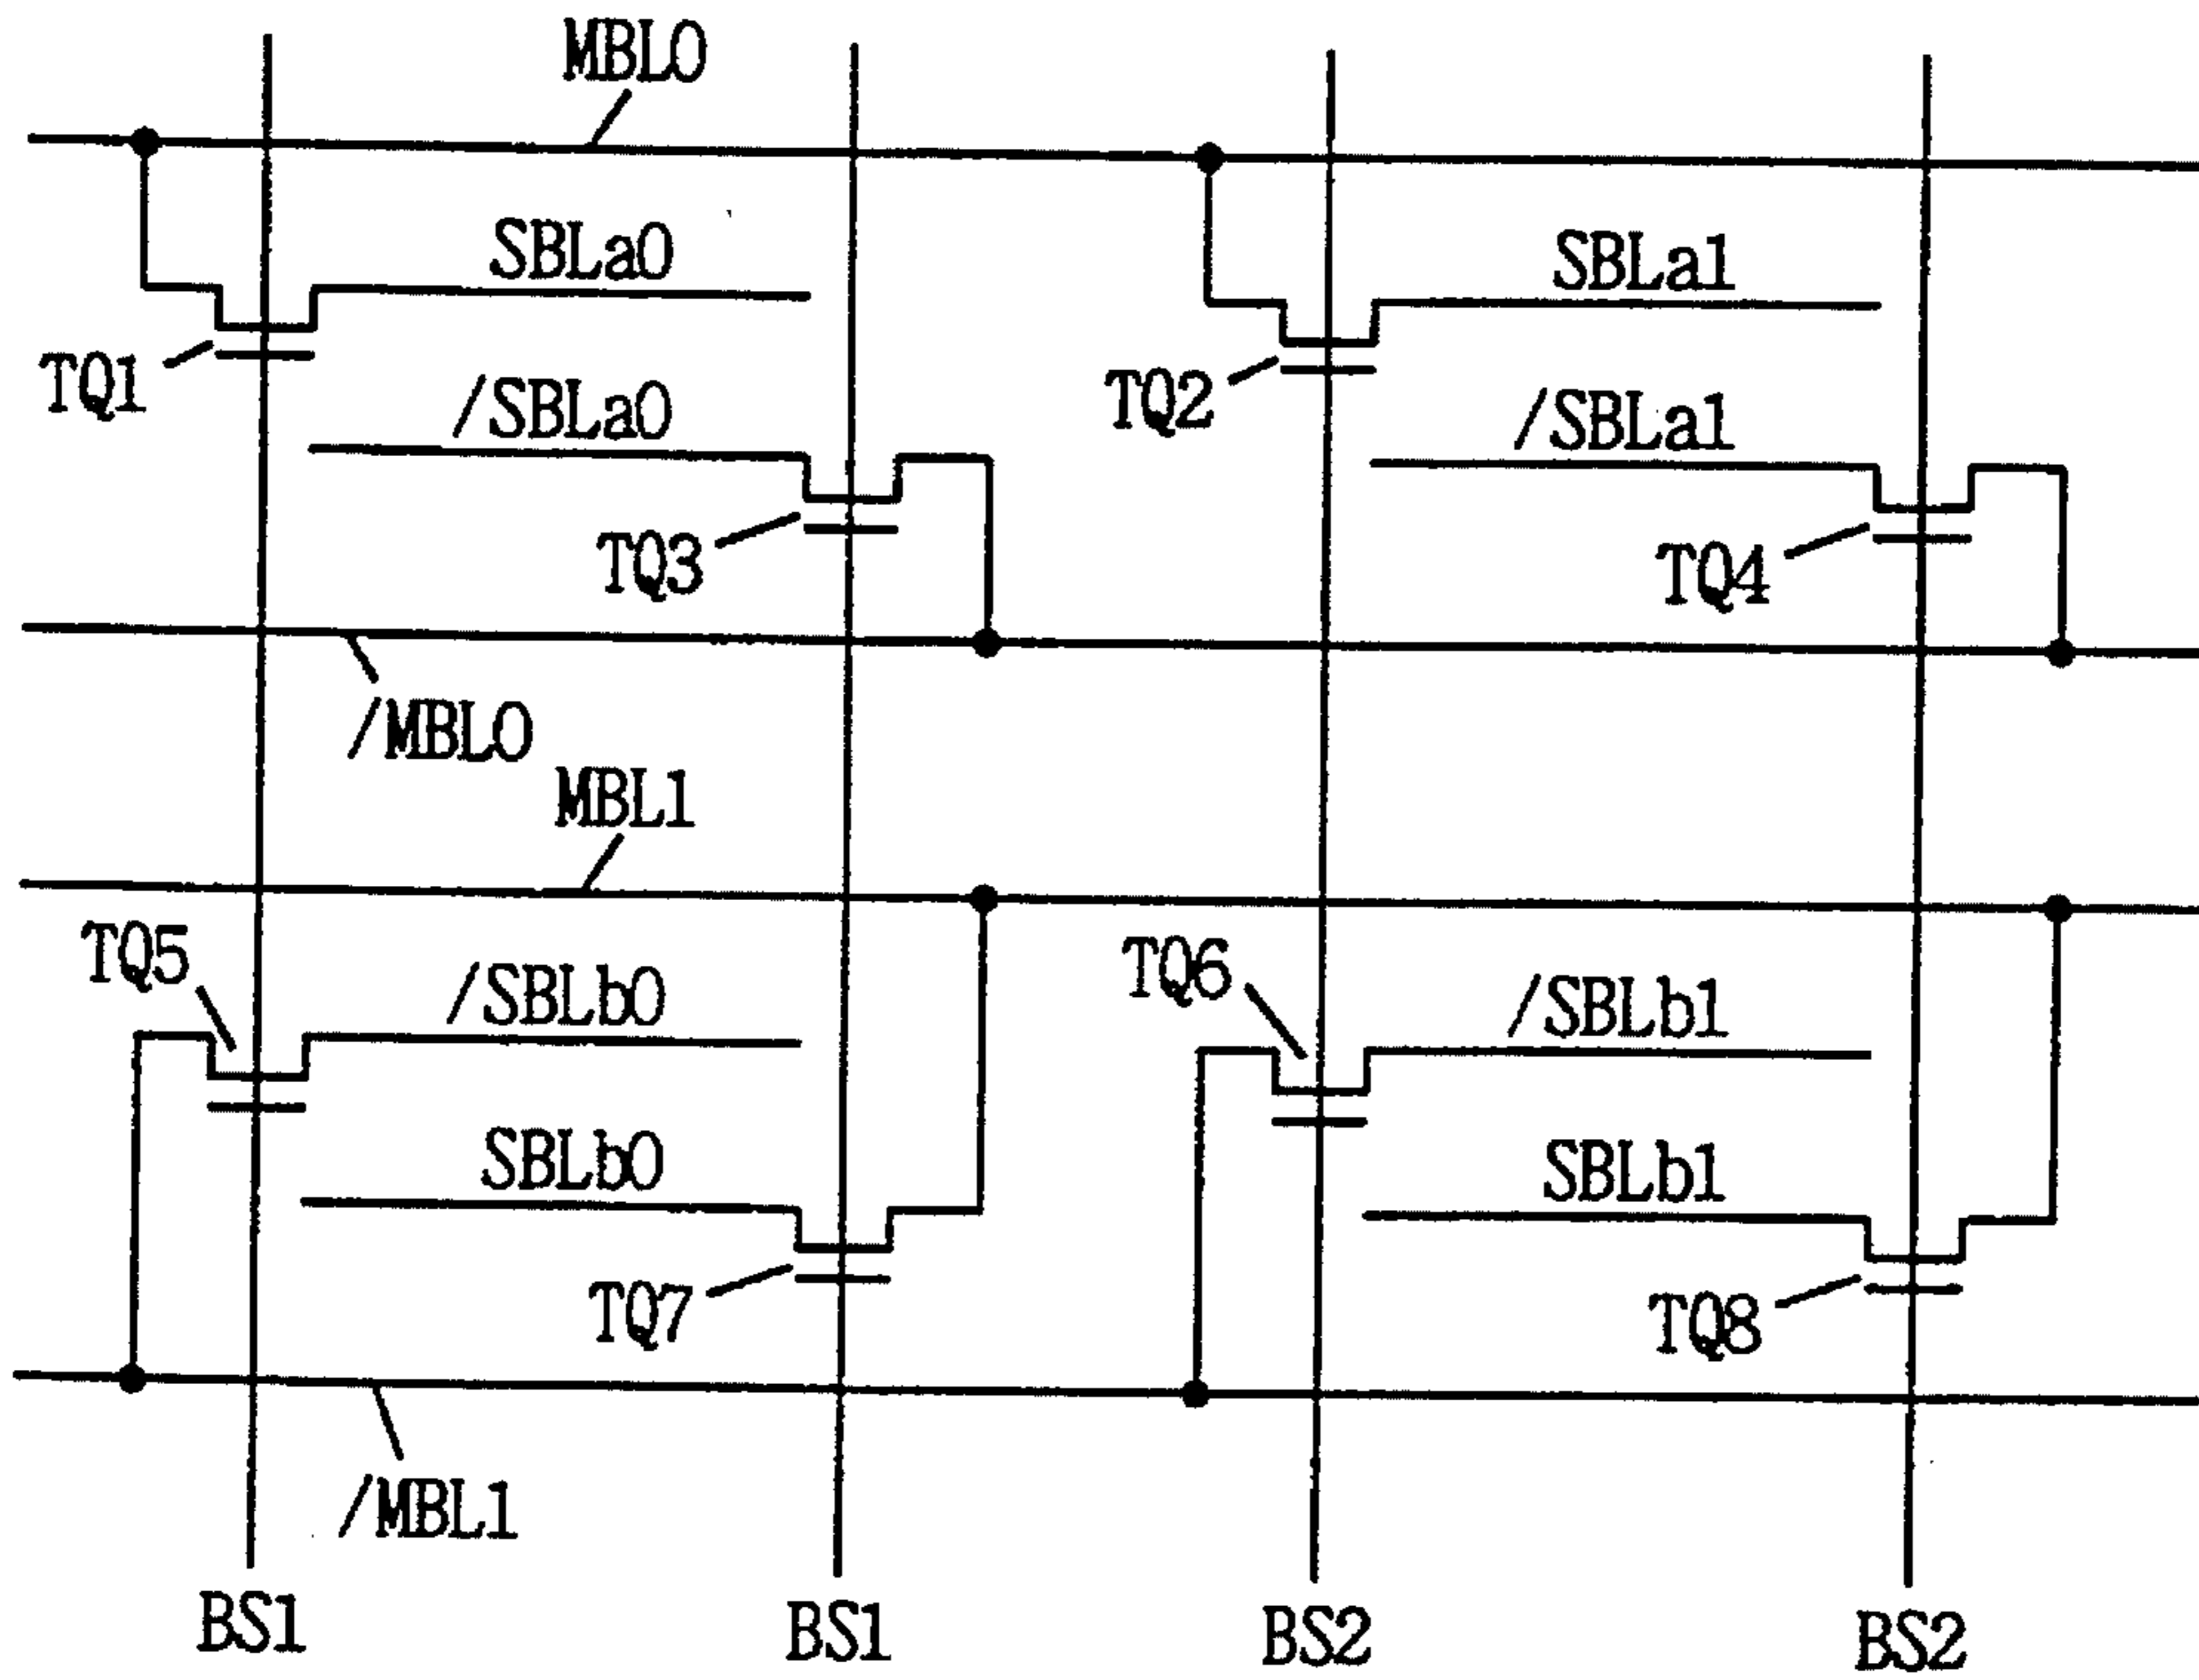 MBL0
SBLa0
SBLa1
TQ1
/SBLa0
TQ2
/SBLa1
TQ3
TQ4
/MBL0
MBL1
TQ5
/SBLb0
TQ6
/SBLb1
SBLb0
SBLb1
TQ7
TQ8
/MBL1
BS1
BS1
BS2
BS2